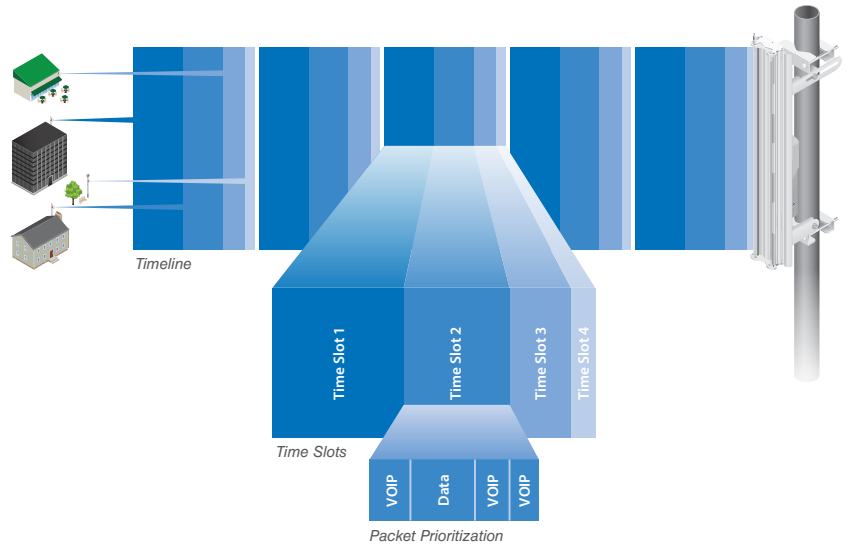 Timeline
Time Slot 1
Time Slot 2
Time Slot 3
Time Slot 4
Time Slots
VOIP
Data
VOIP
VOIP
Packet Prioritization